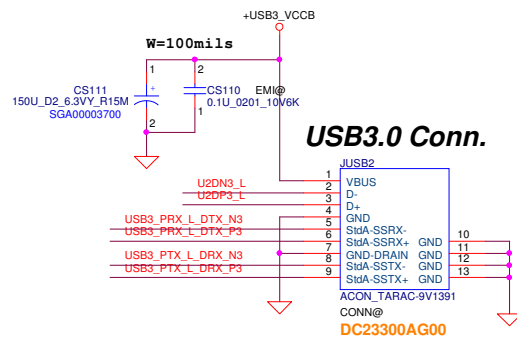 +USB3_VCCB
W=100mils
1
2
CS111
150U_D2_6.3VY_R15M
SGA00003700
+
2
CS110
0.1U_0201_10V6K
1
EMI@
USB3.0 Conn.
JUSB2
1 VBUS
U2DN3_L 2 D-
U2DP3_L 3 D+
4 GND
USB3_PRX_L_DTX_N3 5 StdA-SSRX-
USB3_PRX_L_DTX_P3 6 StdA-SSRX+ GND 10
7 GND-DRAIN GND 11
USB3_PTX_L_DRX_N3 8 StdA-SSTX- GND 12
USB3_PTX_L_DRX_P3 9 StdA-SSTX+ GND 13
ACON_TARAC-9V1391
CONN@
DC23300AG00